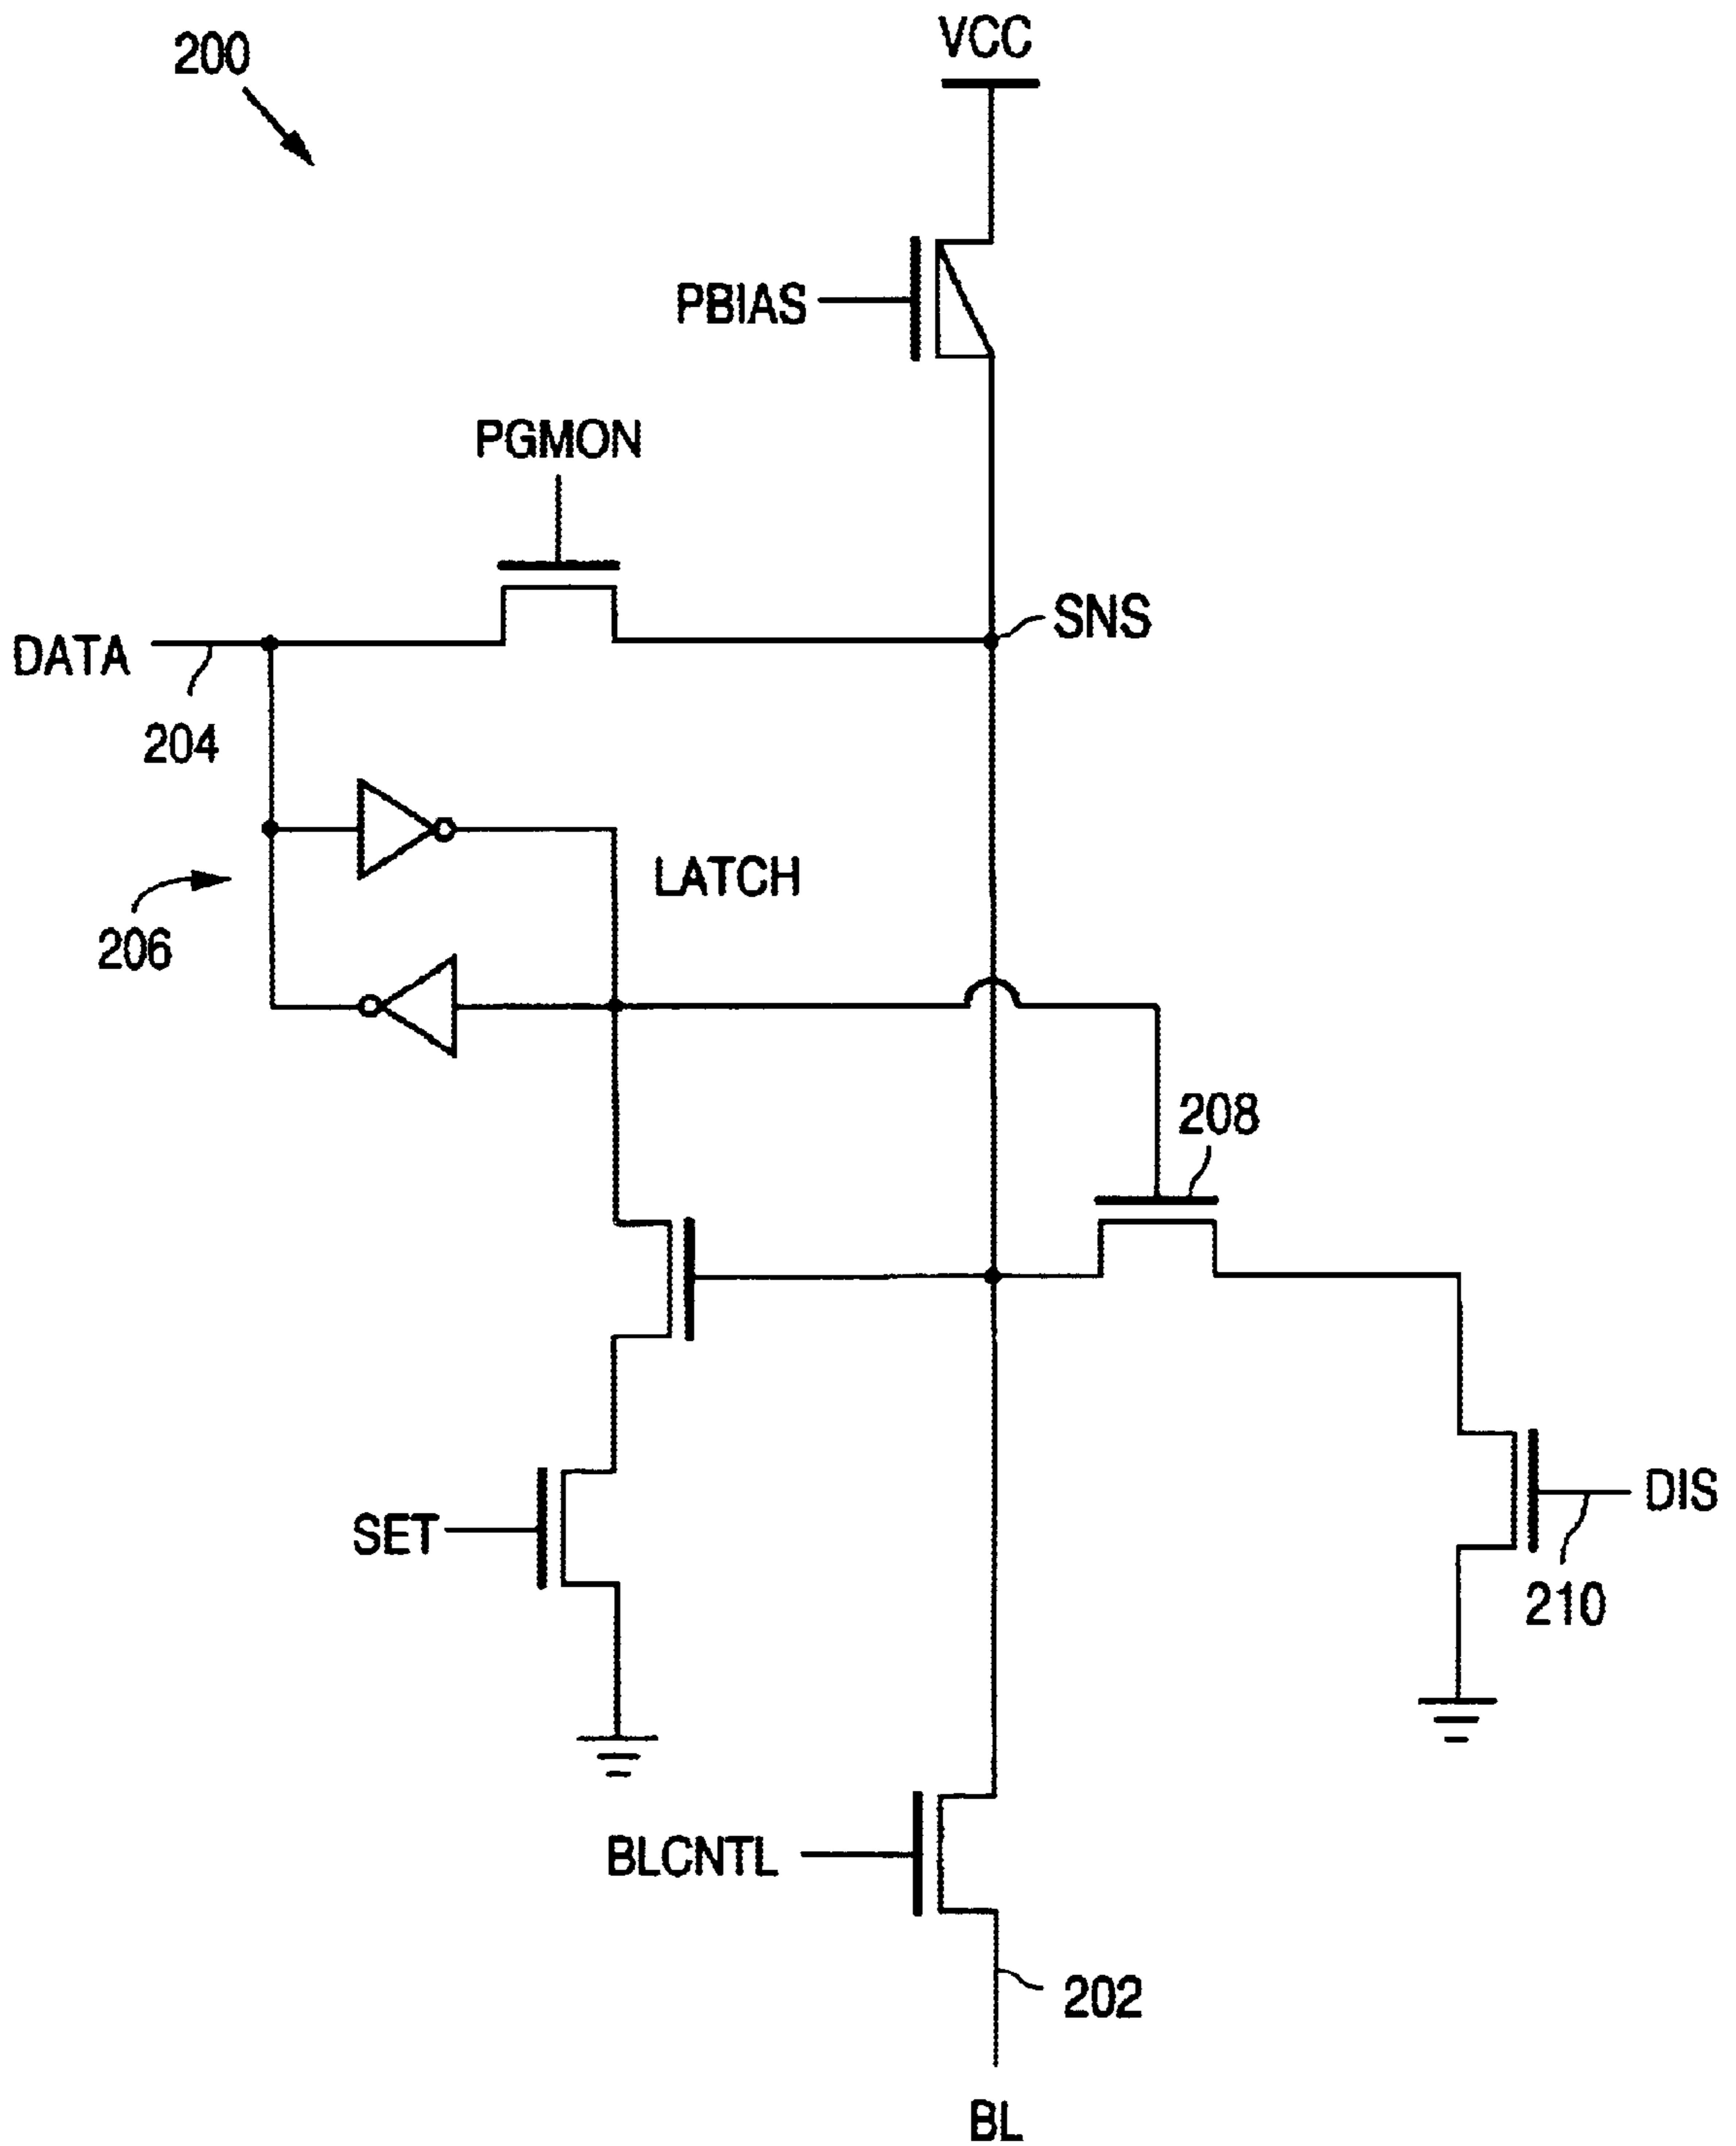 VCC
200
PBIAS
PGMON
SNS
DATA
204
LATCH
206
208
SET
DIS
210
BLCNTL
202
BL